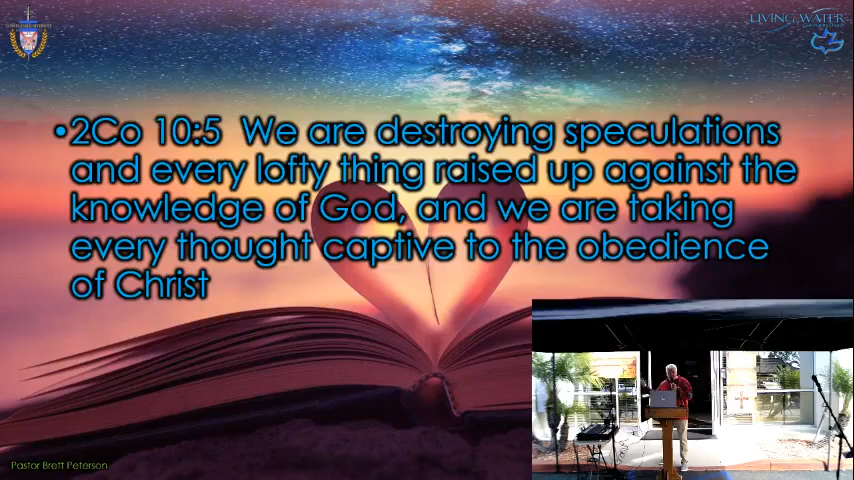 LIVING WATER
•2Co 10:5  We are destroying speculations
and every lofty thing raised up against the
knowledge of God, and we are taking
every thought captive to the obedience
of Christ
Pastor Brett Peterson